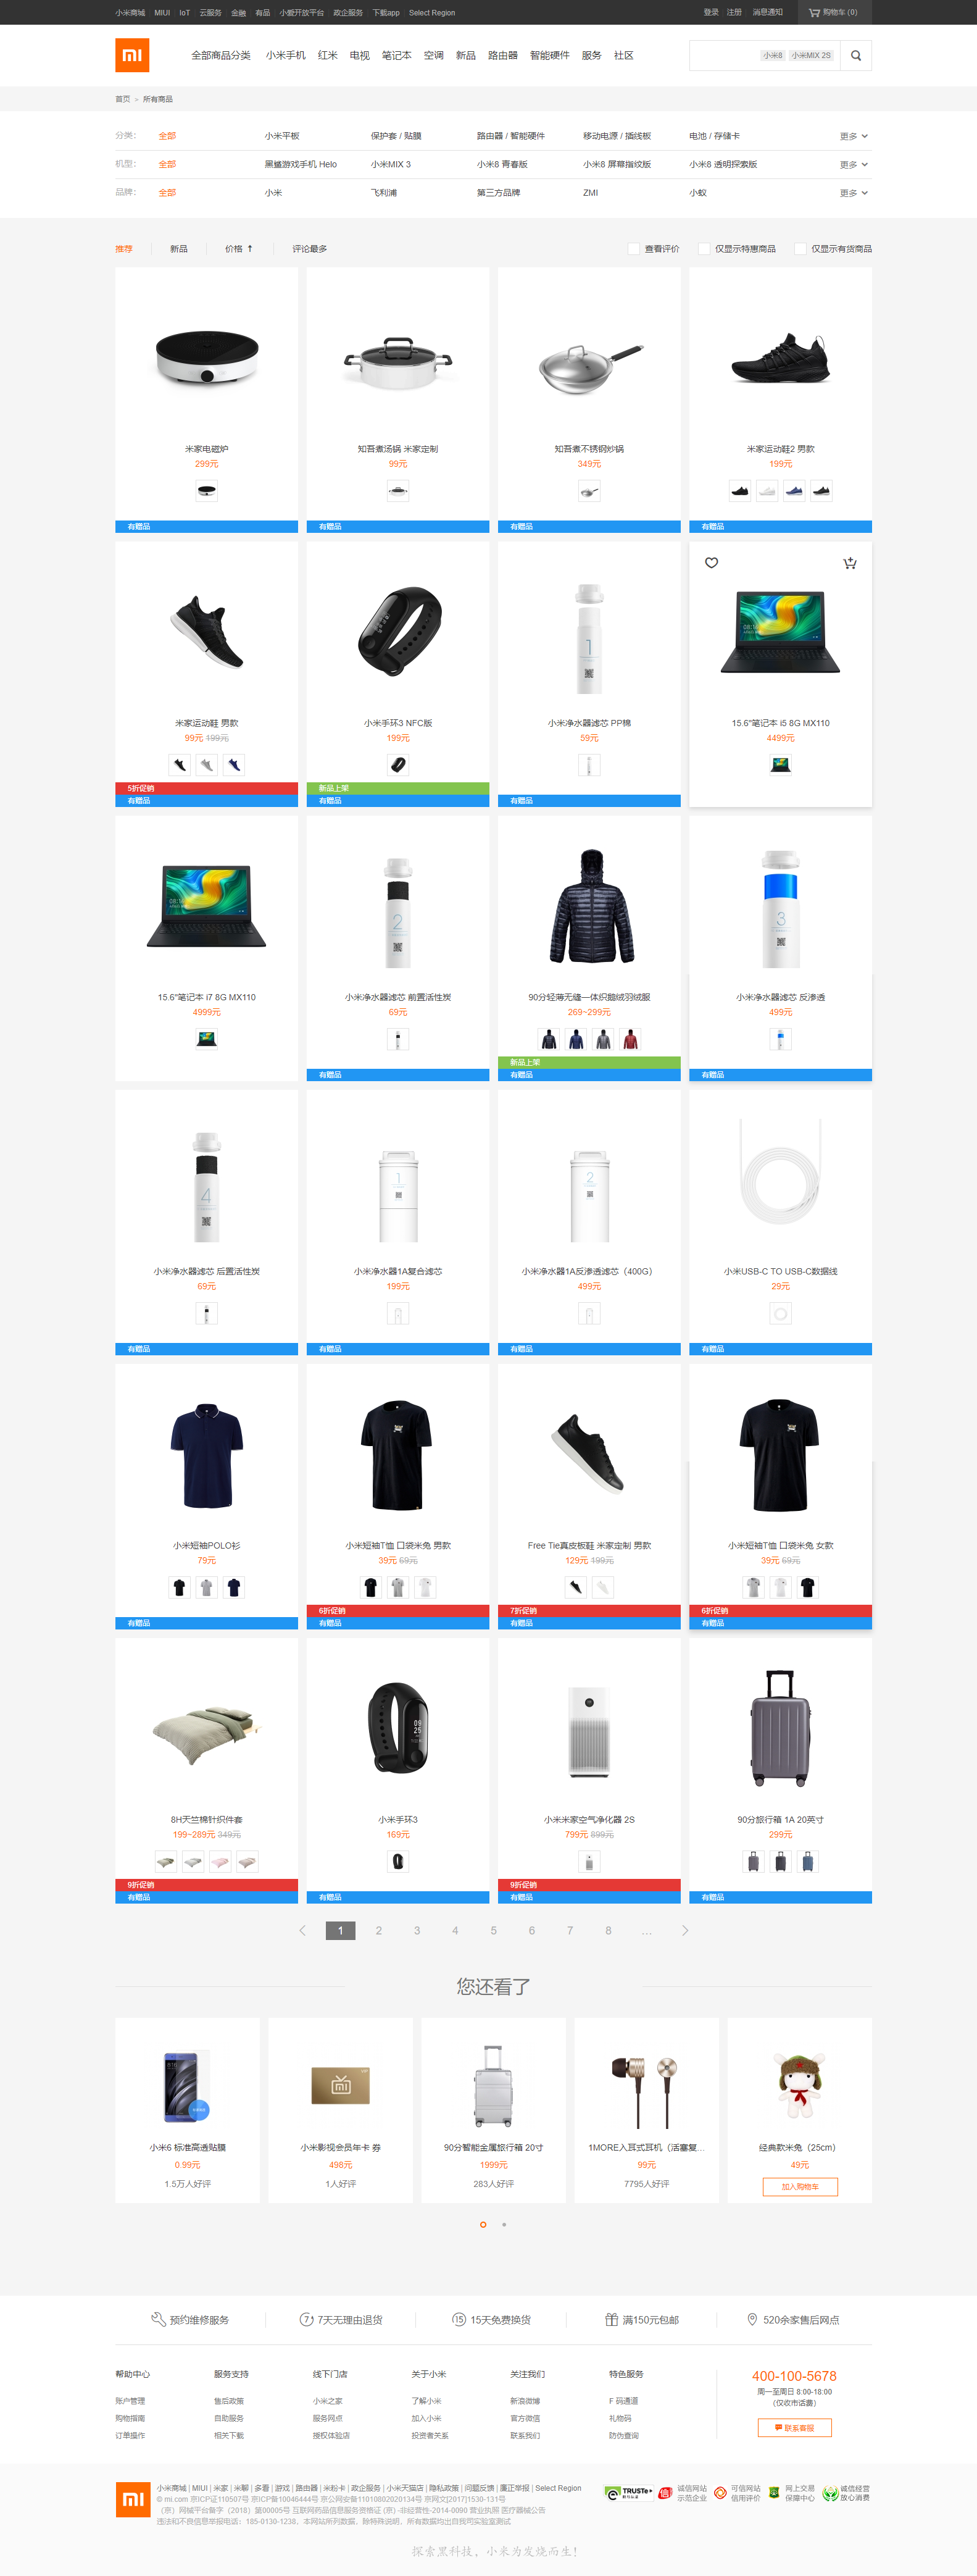 小米商城 MIUI IoT 云服务 金融 有品 小爱开放平台 政企服务 下载app Select Region 登录 注册 消息通知 购物车 (0)
全部商品分类 小米手机 红米 电视 笔记本 空调 新品 路由器 智能硬件 服务 社区 小米8 小米MIX 2S
首页 > 所有商品
分类: 全部 小米平板 保护套 / 贴膜 路由器 / 智能硬件 移动电源 / 插线板 电池 / 存储卡 更多
机型: 全部 黑鲨游戏手机 Helo 小米MIX 3 小米8 青春版 小米8 屏幕指纹版 小米8 透明探索版 更多
品牌: 全部 小米 飞利浦 第三方品牌 ZMI 小蚁 更多
推荐 新品 价格 ↑ 评论最多 查看评价 仅显示特惠商品 仅显示有货商品
米家电磁炉 知吾煮汤锅 米家定制 知吾煮不锈钢炒锅 米家运动鞋2 男款
299元 99元 349元 199元
有赠品 有赠品 有赠品 有赠品
米家运动鞋 男款 小米手环3 NFC版 小米净水器滤芯 PP棉 15.6"笔记本 i5 8G MX110
99元 199元 199元 59元 4499元
5折促销 新品上架
有赠品 有赠品 有赠品
15.6"笔记本 i7 8G MX110 小米净水器滤芯 前置活性炭 90分轻薄无缝一体织鹅绒羽绒服 小米净水器滤芯 反渗透
4999元 69元 269~299元 499元
新品上架
有赠品 有赠品 有赠品
小米净水器滤芯 后置活性炭 小米净水器1A复合滤芯 小米净水器1A反渗透滤芯（400G） 小米USB-C TO USB-C数据线
69元 199元 499元 29元
有赠品 有赠品 有赠品 有赠品
小米短袖POLO衫 小米短袖T恤 口袋米兔 男款 Free Tie真皮板鞋 米家定制 男款 小米短袖T恤 口袋米兔 女款
79元 39元 69元 129元 199元 39元 69元
6折促销 7折促销 6折促销
有赠品 有赠品 有赠品 有赠品
8H天竺棉针织件套 小米手环3 小米米家空气净化器 2S 90分旅行箱 1A 20英寸
199~289元 349元 169元 799元 899元 299元
9折促销 9折促销
有赠品 有赠品 有赠品 有赠品
1 2 3 4 5 6 7 8 ...
您还看了
小米6 标准高透贴膜 小米影视会员年卡 券 90分智能金属旅行箱 20寸 1MORE入耳式耳机（活塞复... 经典款米兔（25cm）
0.99元 498元 1999元 99元 49元
1.5万人好评 1人好评 283人好评 7795人好评 加入购物车
预约维修服务 7天无理由退货 15天免费换货 满150元包邮 520余家售后网点
帮助中心 服务支持 线下门店 关于小米 关注我们 特色服务 400-100-5678
周一至周日 8:00-18:00
账户管理 售后政策 小米之家 了解小米 新浪微博 F 码通道 （仅收市话费）
购物指南 自助服务 服务网点 加入小米 官方微信 礼物码
订单操作 相关下载 授权体验店 投资者关系 联系我们 防伪查询 联系客服
小米商城 | MIUI | 米家 | 米聊 | 多看 | 游戏 | 路由器 | 米粉卡 | 政企服务 | 小米天猫店 | 隐私政策 | 问题反馈 | 廉正举报 | Select Region
© mi.com 京ICP证110507号 京ICP备10046444号 京公网安备11010802020134号 京网文[2017]1530-131号
（京）网械平台备字（2018）第00005号 互联网药品信息服务资格证 (京) -非经营性-2014-0090 营业执照 医疗器械公告
违法和不良信息举报电话：185-0130-1238，本网站所列数据，除特殊说明，所有数据均出自我司实验室测试
TRUSTe 诚信网站 示范企业 可信网站 信用评价 网上交易 保障中心 诚信经营 放心消费
探索黑科技，小米为发烧而生！